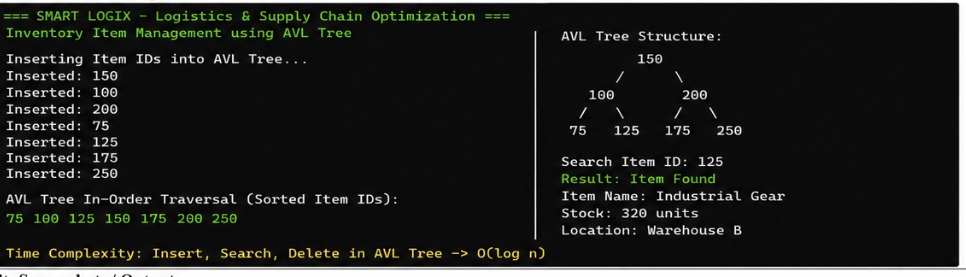 === SMART LOGIX – Logistics & Supply Chain Optimization ===
Inventory Item Management using AVL Tree
Inserting Item IDs into AVL Tree...
Inserted: 150
Inserted: 100
Inserted: 200
Inserted: 75
Inserted: 125
Inserted: 175
Inserted: 250
AVL Tree In-Order Traversal (Sorted Item IDs):
75 100 125 150 175 200 250
Time Complexity: Insert, Search, Delete in AVL Tree -> O(log n)
AVL Tree Structure:
150
/ \
100 200
/ \ / \
75 125 175 250
Search Item ID: 125
Result: Item Found
Item Name: Industrial Gear
Stock: 320 units
Location: Warehouse B